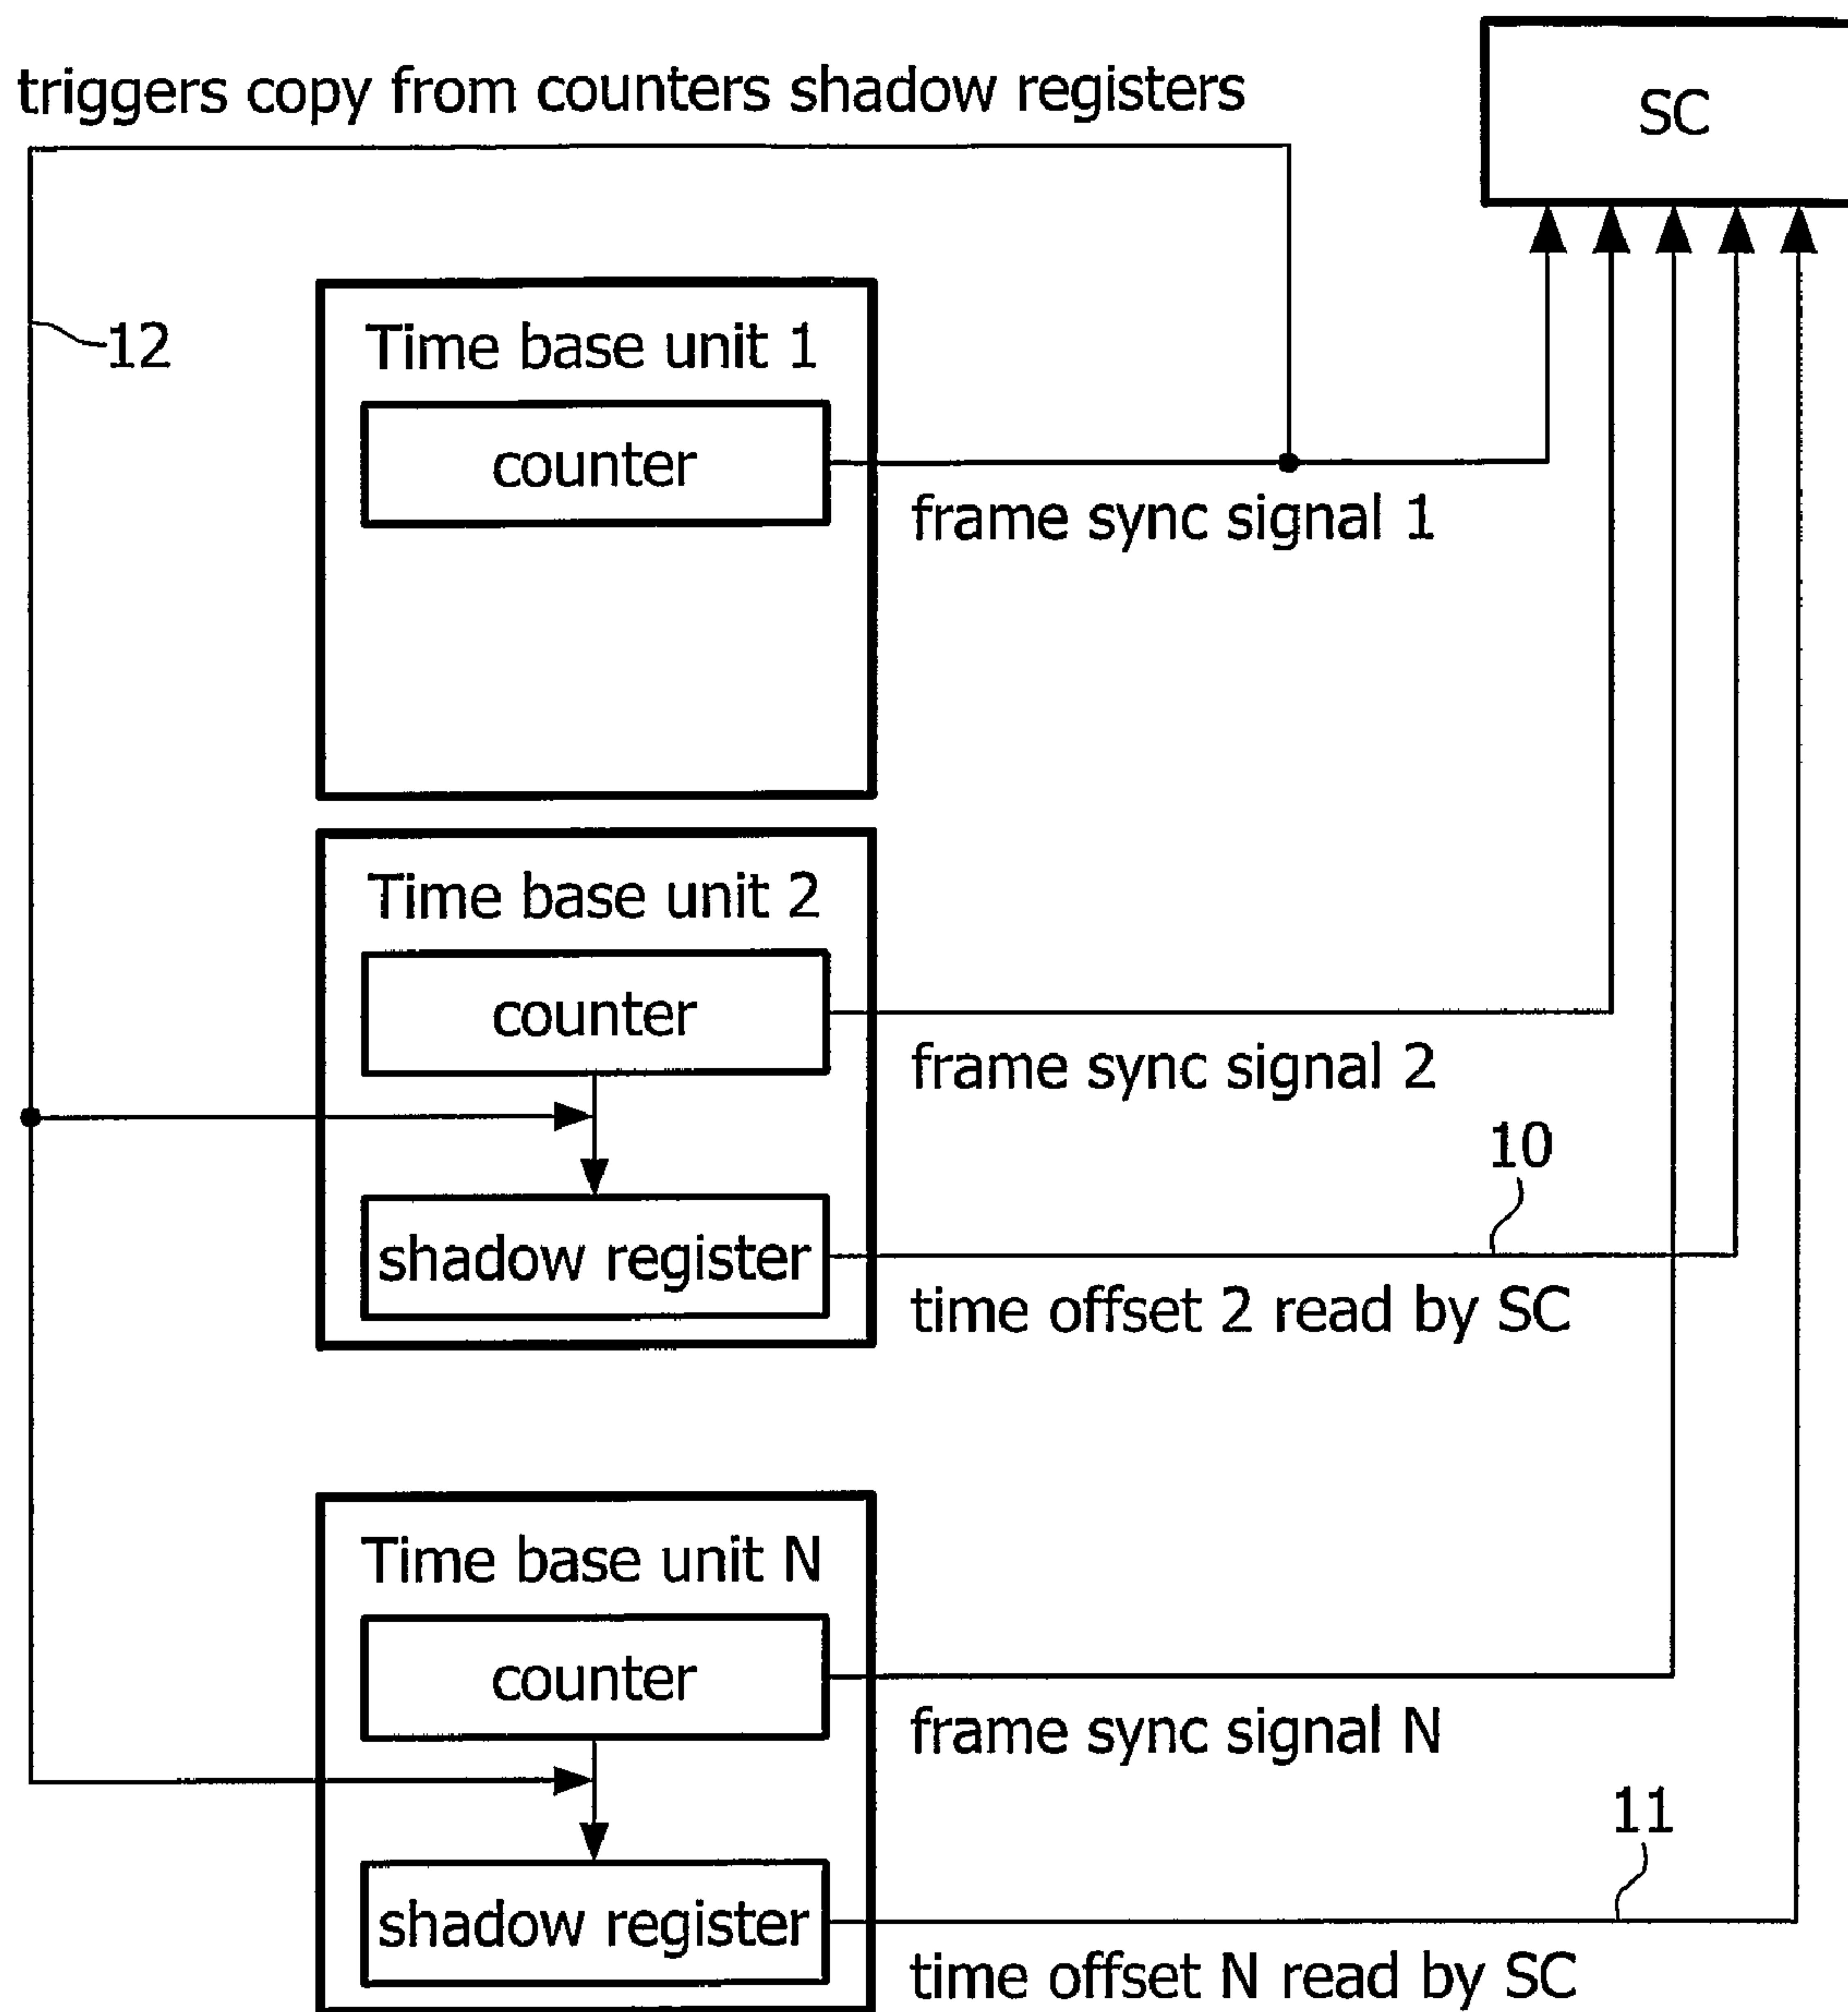 triggers copy from counters shadow registers
SC
12
Time base unit 1
counter
frame sync signal 1
Time base unit 2
counter
frame sync signal 2
10
shadow register
time offset 2 read by SC
Time base unit N
counter
frame sync signal N
11
shadow register
time offset N read by SC